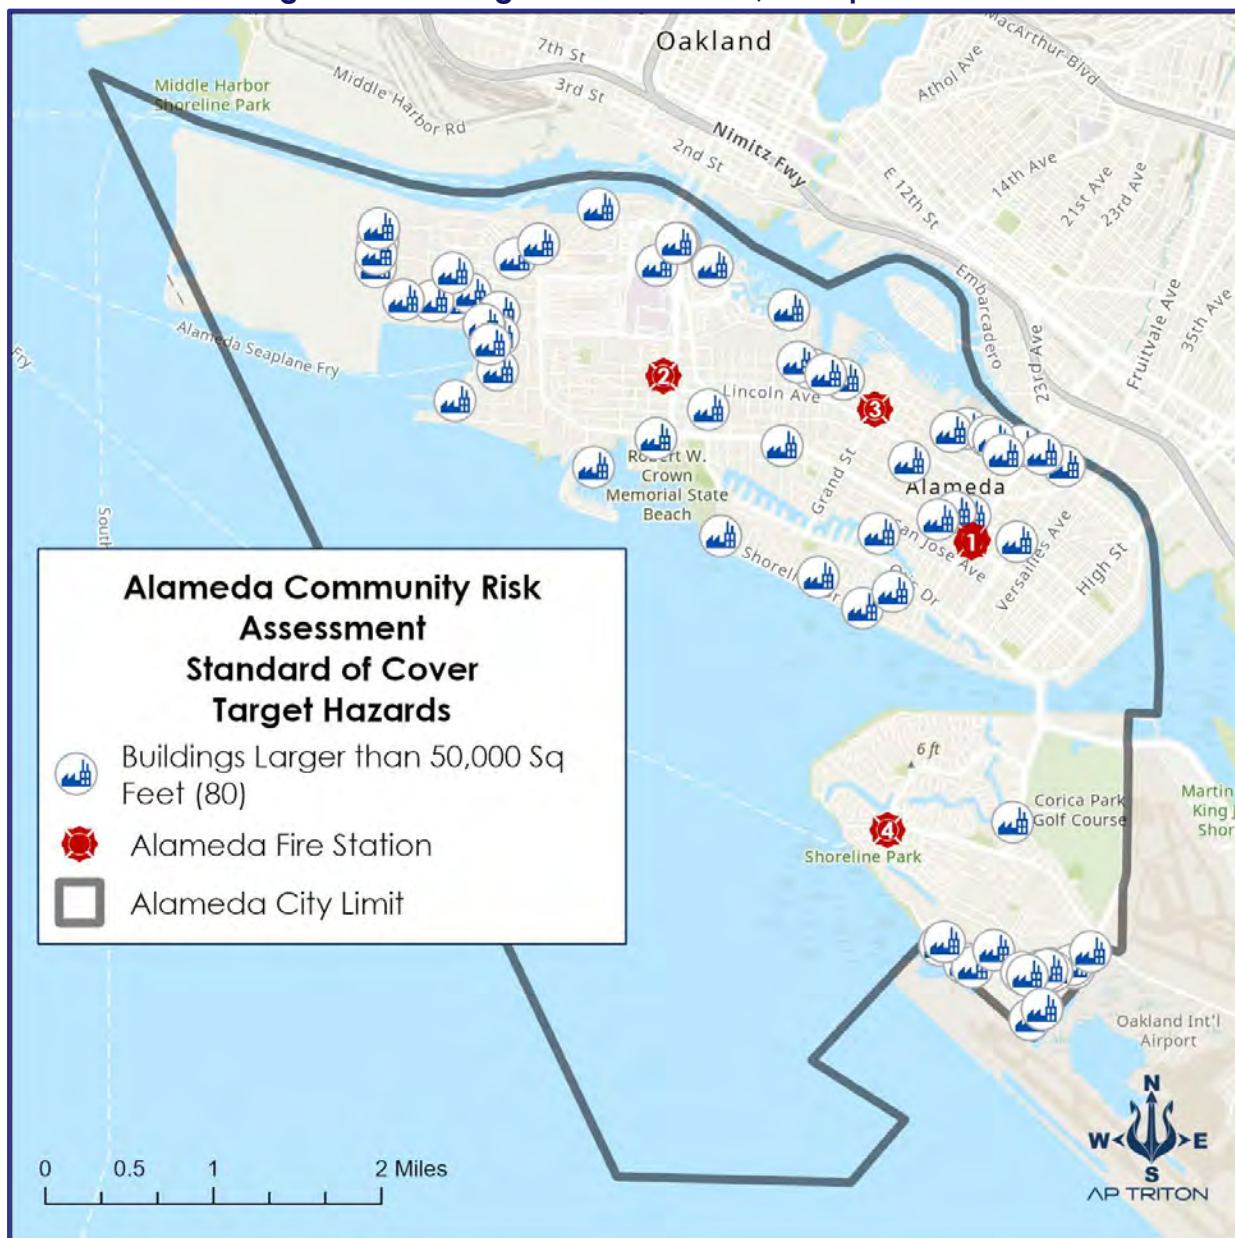 Oakland
7th St
3rd St
2nd St
Nimitz Fwy
MacArthur Blvd
Athol Ave
E 12th St
14th Ave
21st Ave
23rd Ave
Middle Harbor
Shoreline Park
Middle Harbor Rd
Embarcadero
23rd Ave
Fruitvale Ave
35th Ave
Alameda Seaplane Fry
Fry
2
Lincoln Ave
3
Grand St
Robert W.
Crown
Memorial State
Beach
Alameda
1
San Jose Ave
Versailles Ave
High St
South
Alameda Community Risk
Assessment
Standard of Cover
Target Hazards
Buildings Larger than 50,000 Sq
Feet (80)
Alameda Fire Station
Alameda City Limit
6 ft
Corica Park
Golf Course
Martin
King J
Shor
4
Shoreline Park
Oakland Int'l
Airport
0 0.5 1 2 Miles
N
W E
S
AP TRITON